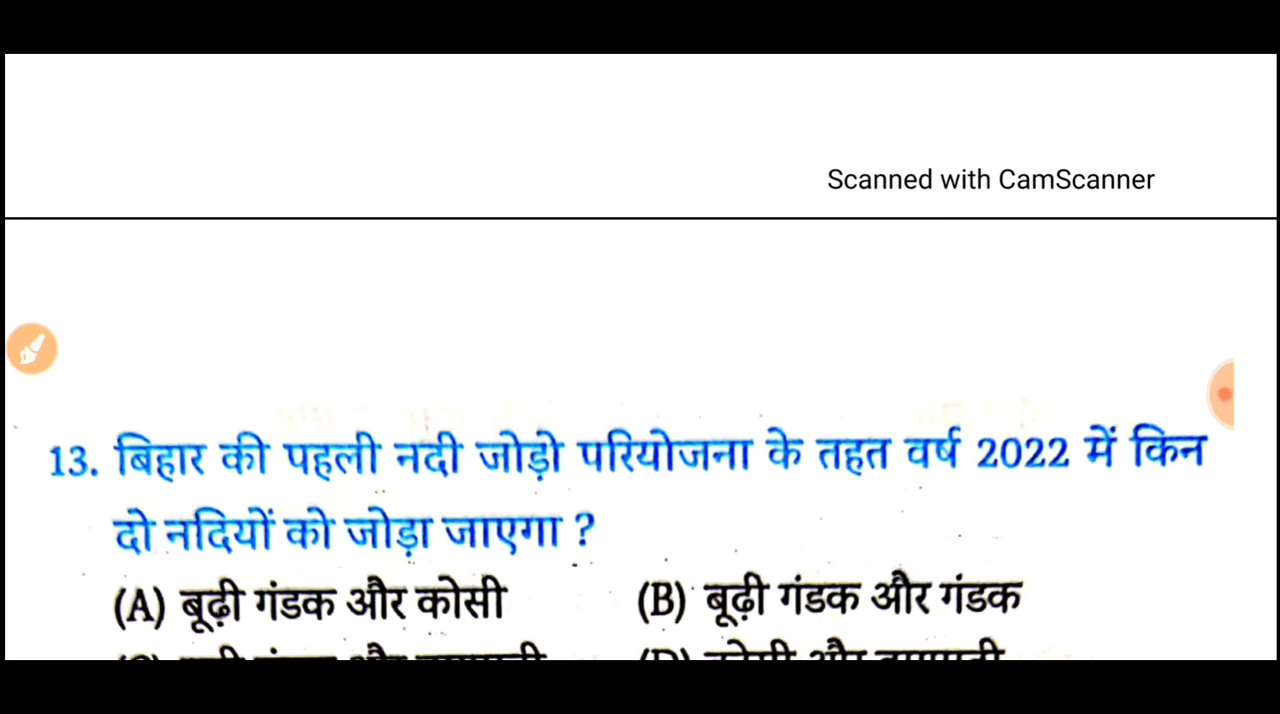 Scanned with CamScanner
13. बिहार की पहली नदी जोड़ो परियोजना के तहत वर्ष 2022 में किन
दो नदियों को जोड़ा जाएगा ?
(A) बूढ़ी गंडक और कोसी (B) बूढ़ी गंडक और गंडक